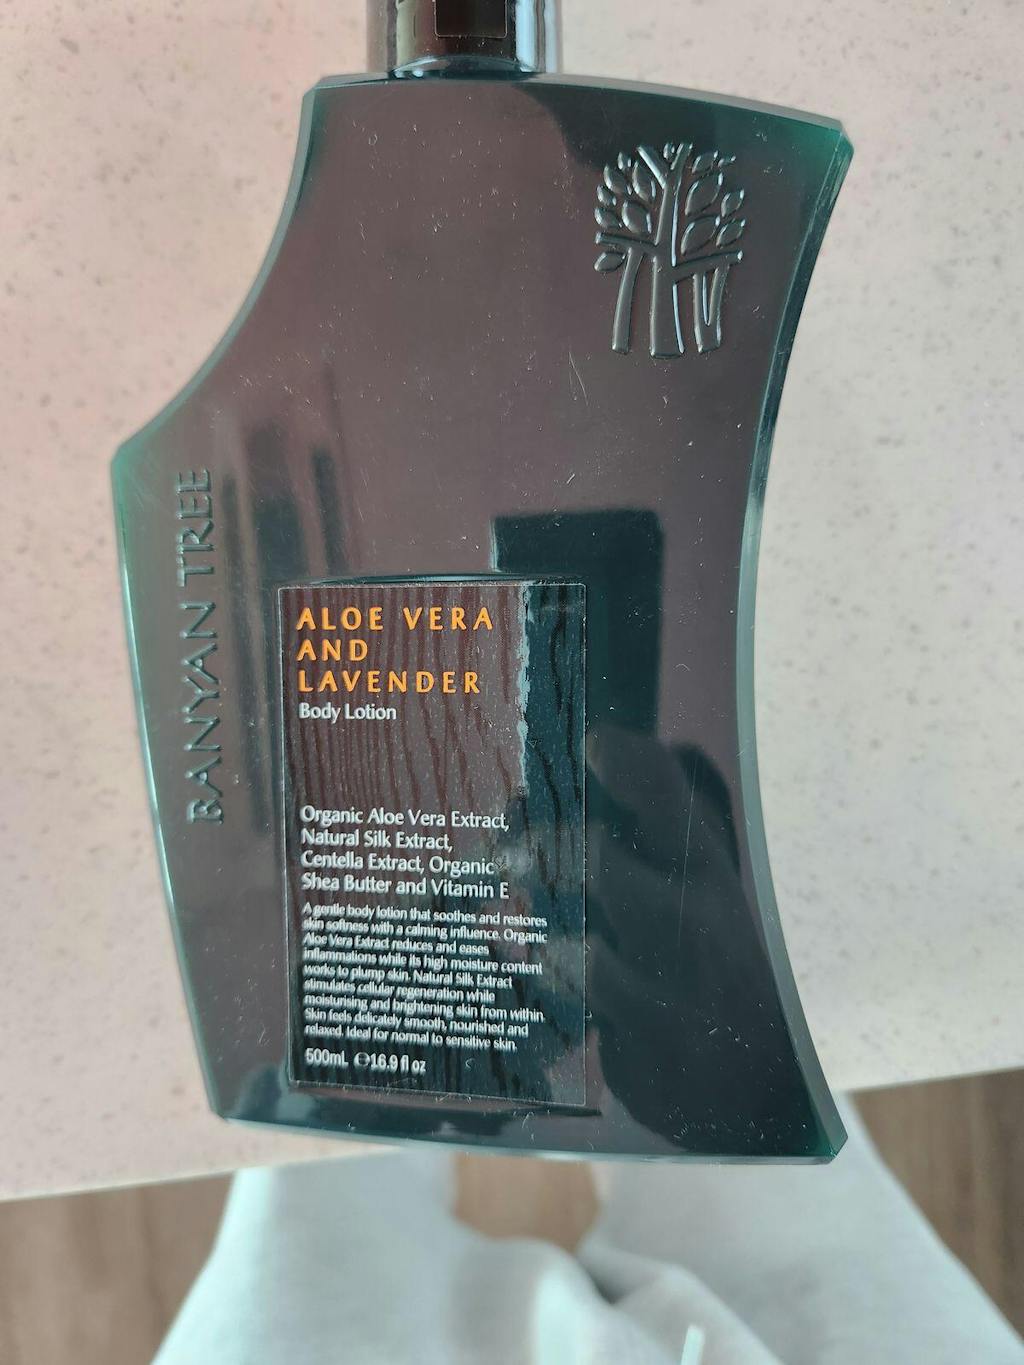 BANYAN TREE
ALOE VERA
AND
LAVENDER
Body Lotion
Organic Aloe Vera Extract,
Natural Silk Extract,
Centella Extract, Organic
Shea Butter and Vitamin E
A gentle body lotion that soothes and restores
skin softness with a calming influence. Organic
Aloe Vera Extract reduces and eases
inflammations while its high moisture content
works to plump skin. Natural Silk Extract
stimulates cellular regeneration while
moisturising and brightening skin from within.
Skin feels delicately smooth, nourished and
relaxed. Ideal for normal to sensitive skin.
500mL ℮16.9 fl oz